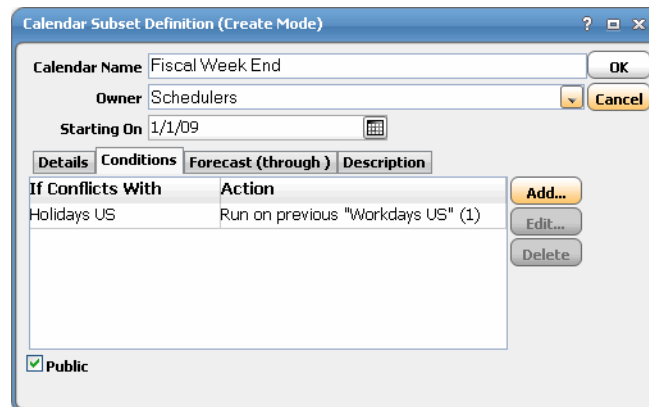 Calendar Subset Definition (Create Mode) ?
Calendar Name Fiscal Week End OK
Owner Schedulers Cancel
Starting On 1/1/09
Details Conditions Forecast (through ) Description
If Conflicts With Action Add...
Holidays US Run on previous "Workdays US" (1) Edit...
Delete
Public